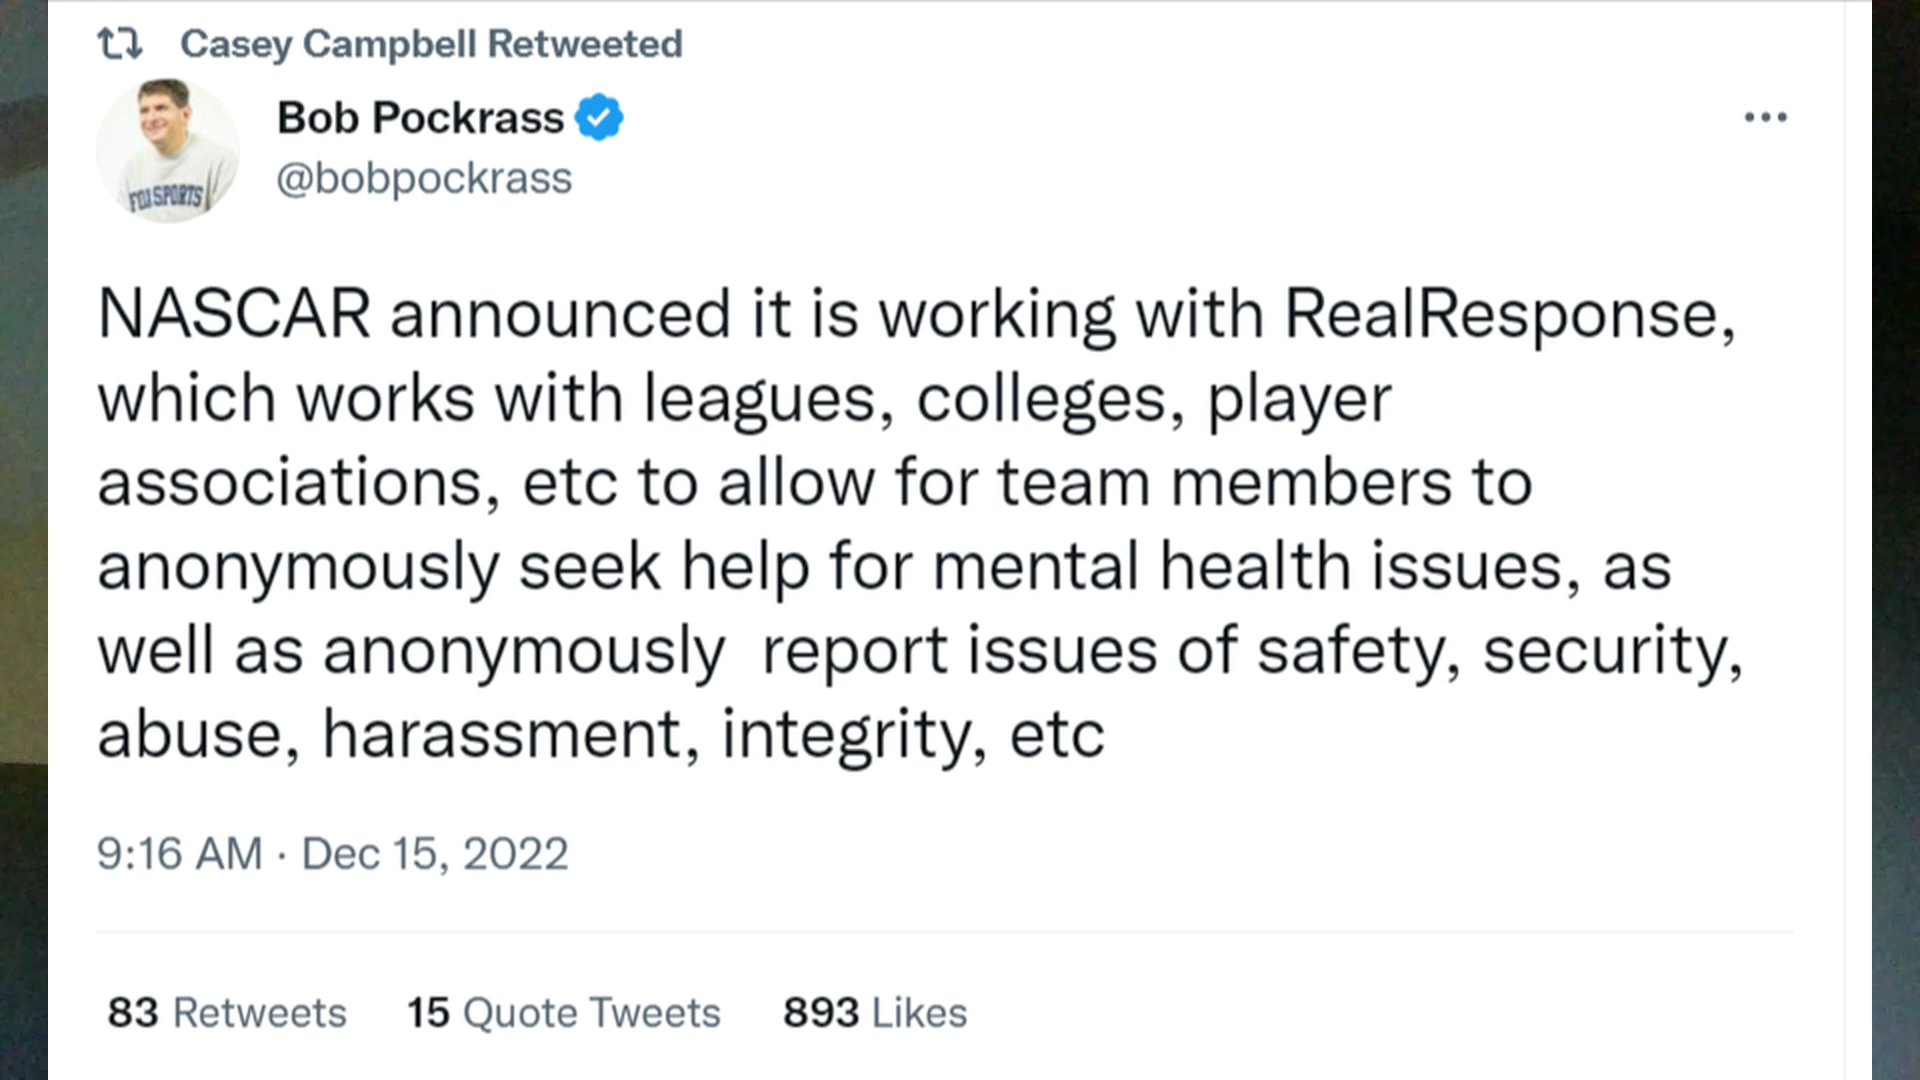 Casey Campbell Retweeted
Bob Pockrass
@bobpockrass
FOX SPORTS
NASCAR announced it is working with RealResponse,
which works with leagues, colleges, player
associations, etc to allow for team members to
anonymously seek help for mental health issues, as
well as anonymously  report issues of safety, security,
abuse, harassment, integrity, etc
9:16 AM · Dec 15, 2022
83 Retweets 15 Quote Tweets 893 Likes